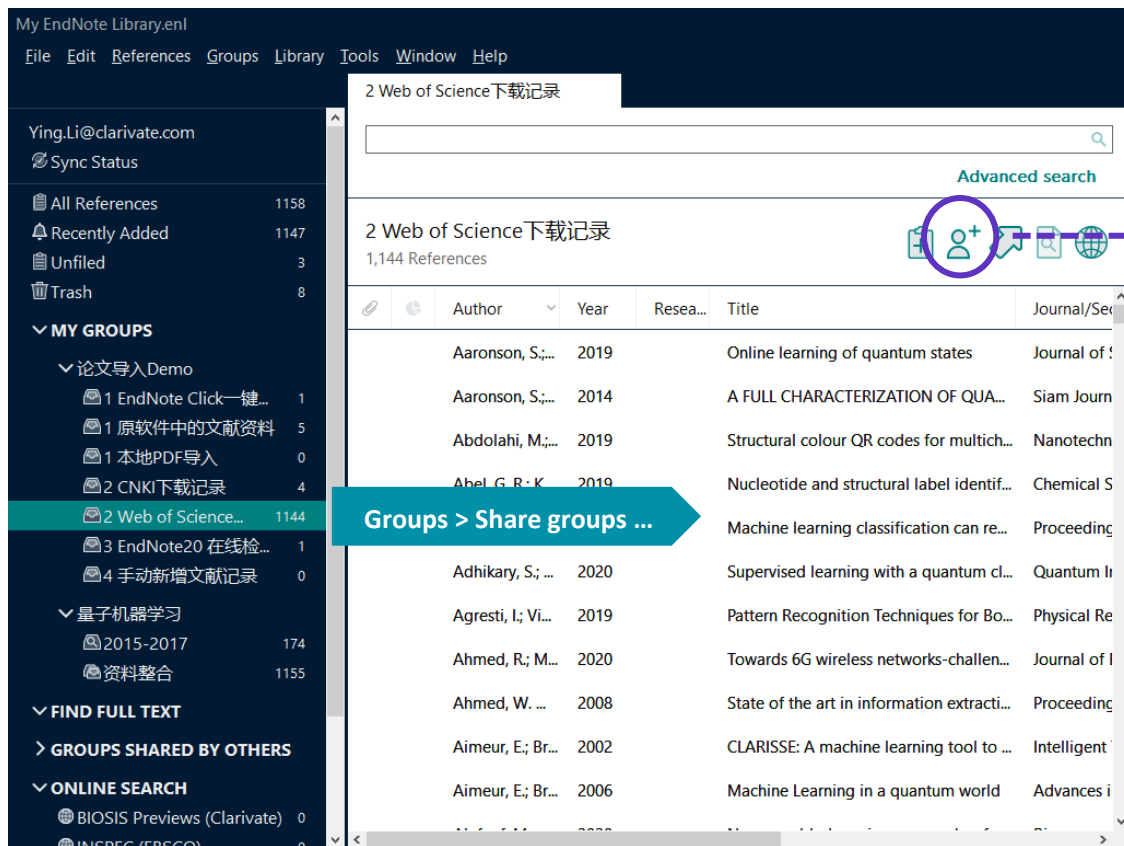 My EndNote Library.enl
File Edit References Groups Library Tools Window Help
2 Web of Science下载记录
Ying.Li@clarivate.com
Sync Status
Advanced search
All References 1158
Recently Added 1147
Unfiled 3
Trash 8
2 Web of Science下载记录
1,144 References
MY GROUPS
论文导入Demo
1 EndNote Click一键... 1
1 原软件中的文献资料 5
1 本地PDF导入 0
2 CNKI下载记录 4
2 Web of Science... 1144
3 EndNote20 在线检... 1
4 手动新增文献记录 0
量子机器学习
2015-2017 174
资料整合 1155
FIND FULL TEXT
GROUPS SHARED BY OTHERS
ONLINE SEARCH
BIOSIS Previews (Clarivate) 0
Author Year Resea... Title Journal/Sec
Aaronson, S.;... 2019 Online learning of quantum states Journal of
Aaronson, S.;... 2014 A FULL CHARACTERIZATION OF QUA... Siam Journ
Abdolahi, M.;... 2019 Structural colour QR codes for multich... Nanotechn
Abel, G. R.; K... 2019 Nucleotide and structural label identif... Chemical S
Groups > Share groups ...
Machine learning classification can re... Proceeding
Adhikary, S.; ... 2020 Supervised learning with a quantum cl... Quantum In
Agresti, I.; Vi... 2019 Pattern Recognition Techniques for Bo... Physical Re
Ahmed, R.; M... 2020 Towards 6G wireless networks-challen... Journal of
Ahmed, W. ... 2008 State of the art in information extracti... Proceeding
Aimeur, E.; Br... 2002 CLARISSE: A machine learning tool to ... Intelligent
Aimeur, E.; Br... 2006 Machine Learning in a quantum world Advances i